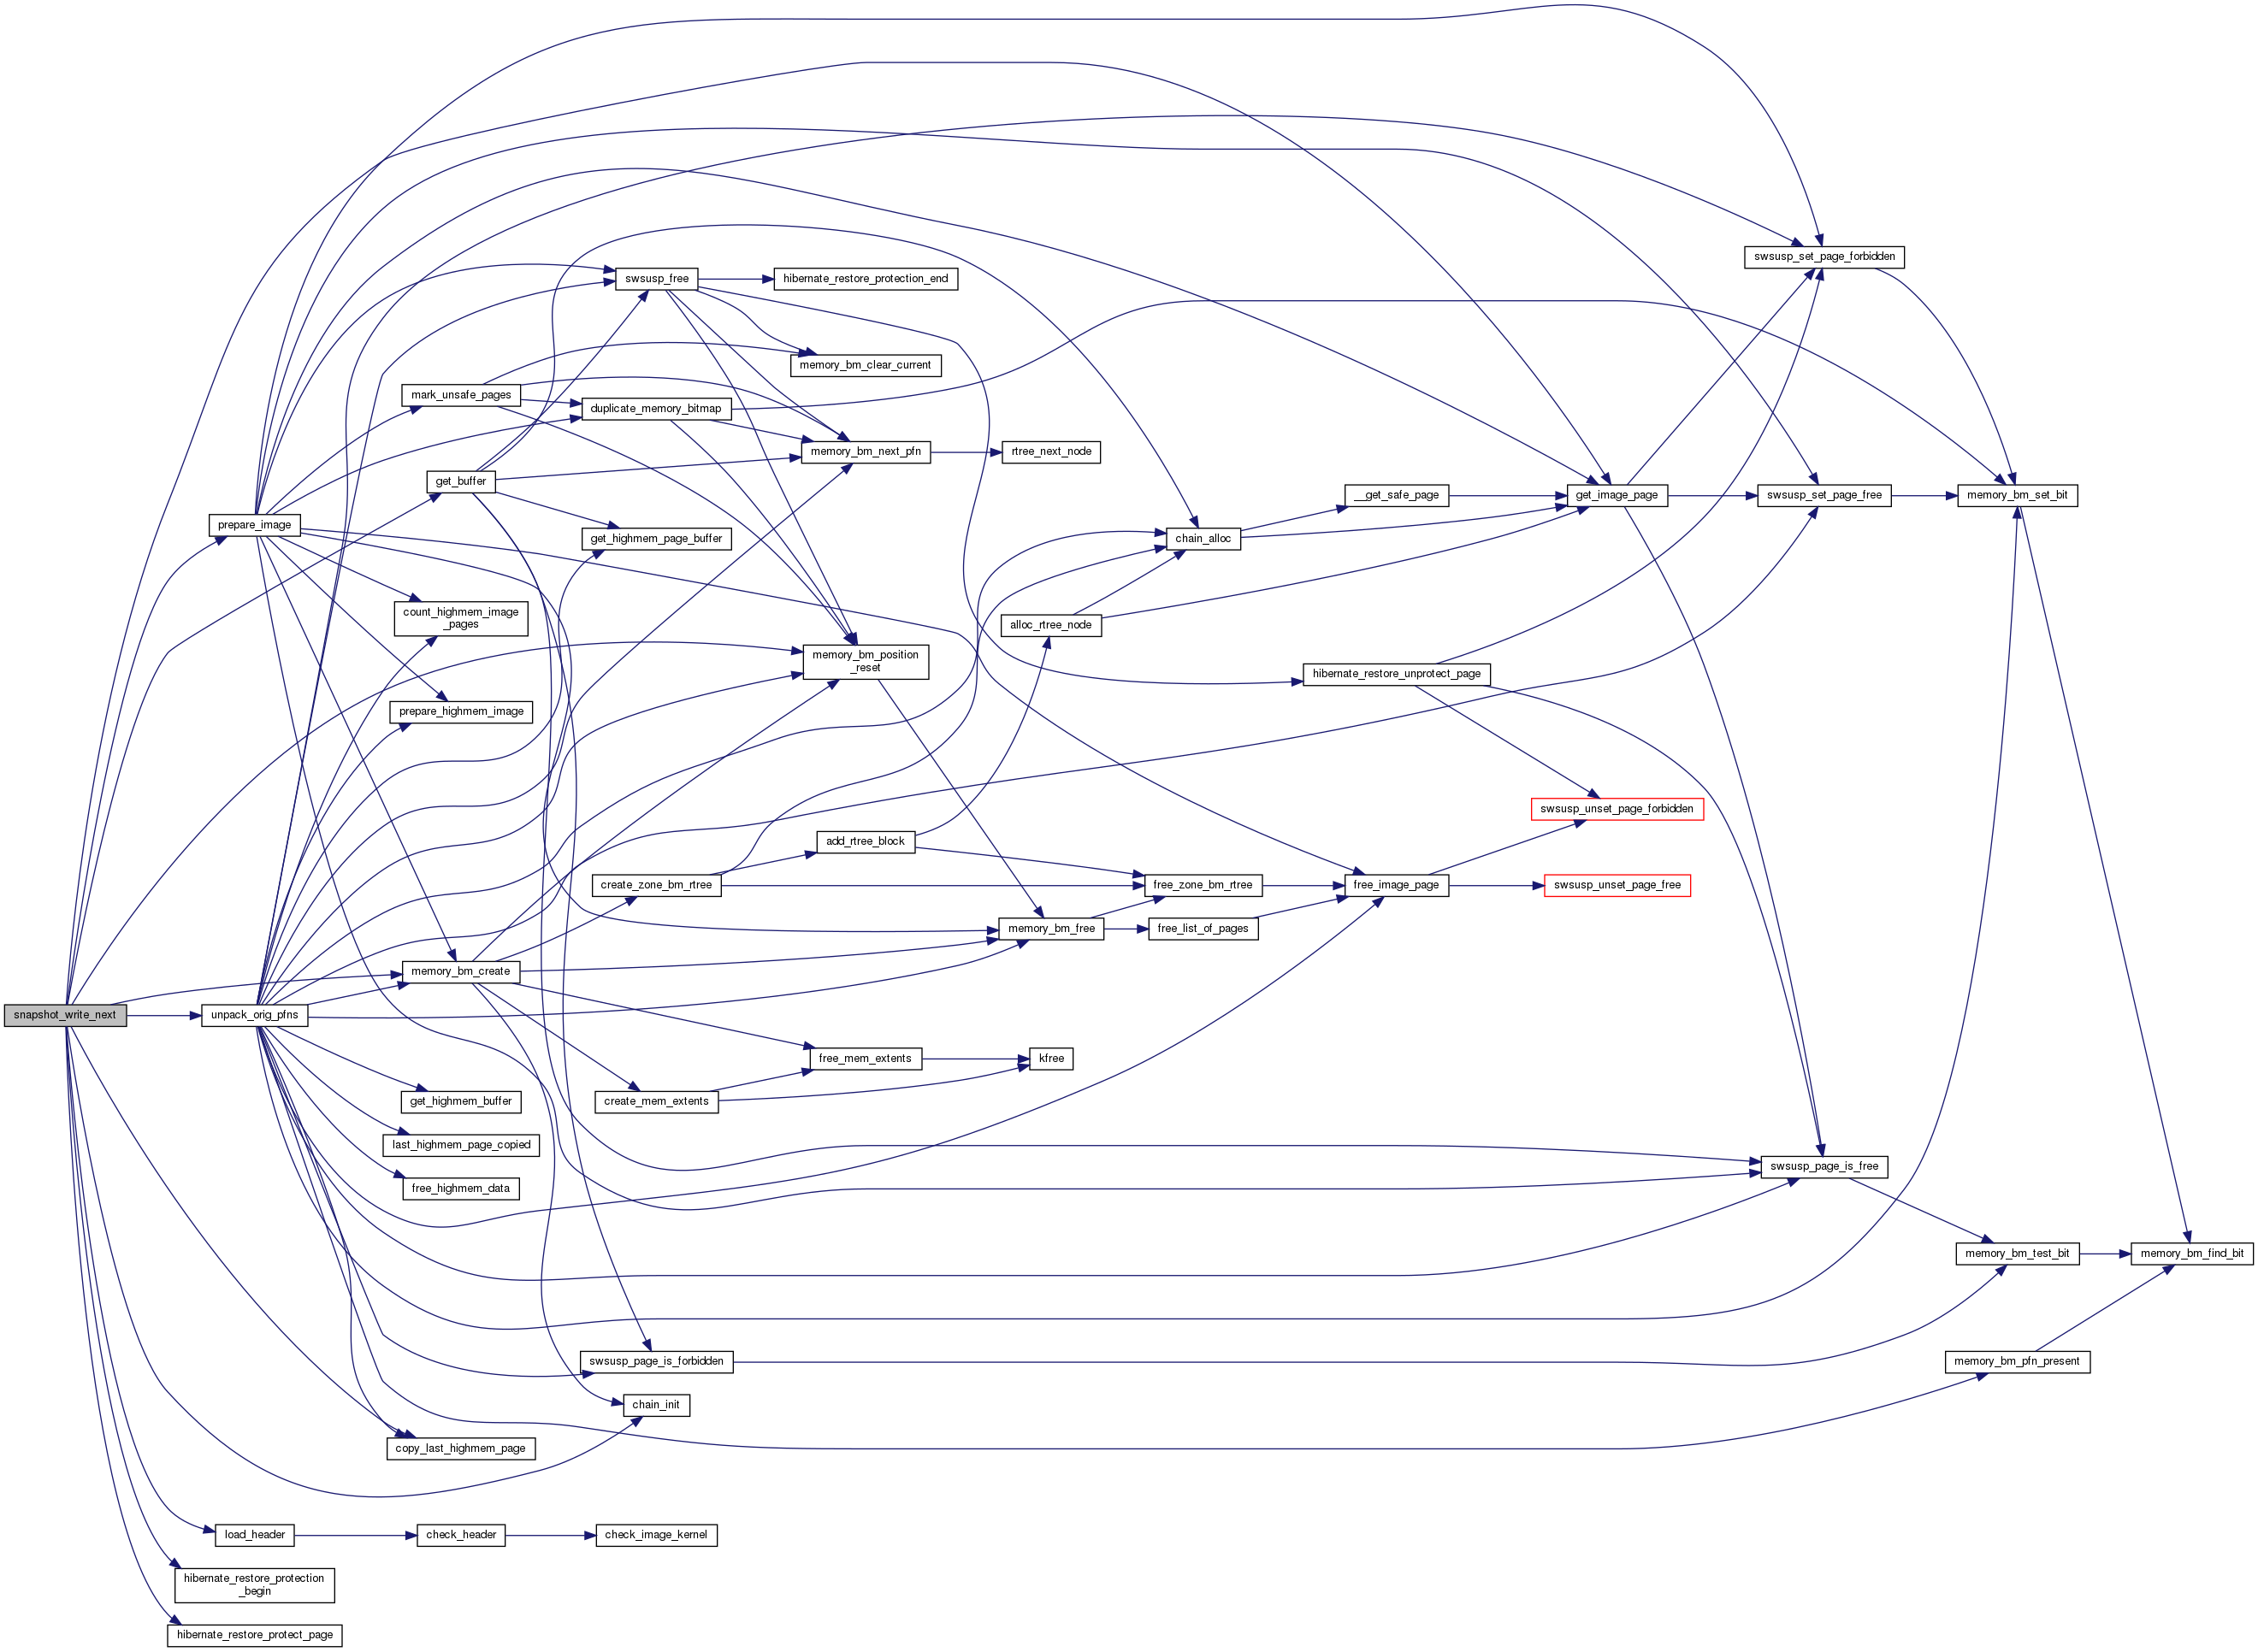 swsusp_set_page_forbidden
swsusp_free
hibernate_restore_protection_end
memory_bm_clear_current
mark_unsafe_pages
duplicate_memory_bitmap
memory_bm_next_pfn
rtree_next_node
get_buffer
__get_safe_page
get_image_page
swsusp_set_page_free
memory_bm_set_bit
prepare_image
get_highmem_page_buffer
chain_alloc
count_highmem_image
_pages
alloc_rtree_node
memory_bm_position
_reset
hibernate_restore_unprotect_page
prepare_highmem_image
swsusp_unset_page_forbidden
add_rtree_block
create_zone_bm_rtree
free_zone_bm_rtree
free_image_page
swsusp_unset_page_free
memory_bm_free
free_list_of_pages
memory_bm_create
snapshot_write_next
unpack_orig_pfns
free_mem_extents
kfree
get_highmem_buffer
create_mem_extents
last_highmem_page_copied
swsusp_page_is_free
free_highmem_data
memory_bm_test_bit
memory_bm_find_bit
swsusp_page_is_forbidden
memory_bm_pfn_present
chain_init
copy_last_highmem_page
load_header
check_header
check_image_kernel
hibernate_restore_protection
_begin
hibernate_restore_protect_page